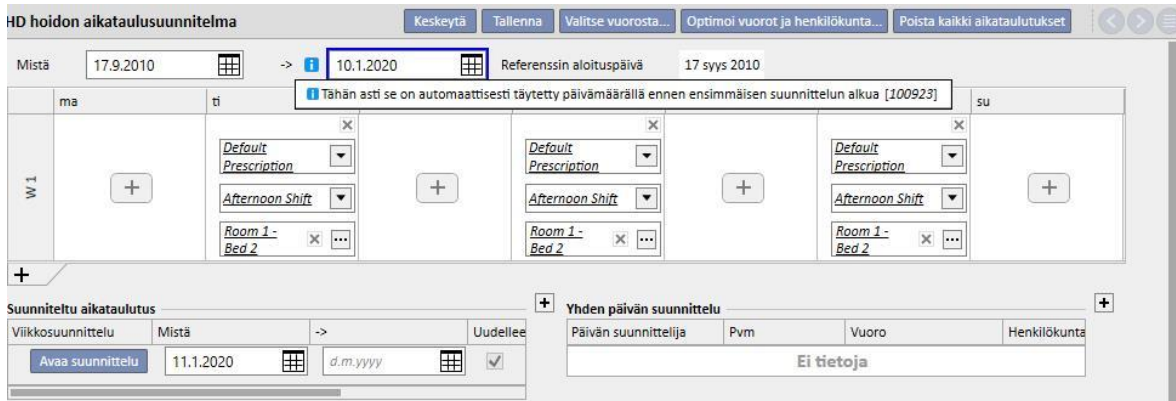 HD hoidon aikataulusuunnitelma
Keskeytä
Tallenna
Valitse vuorosta...
Optimoi vuorot ja henkilökunta...
Poista kaikki aikataulutukset
Mistä
17.9.2010
->
10.1.2020
Referenssin aloituspäivä
17 syys 2010
Tähän asti se on automaattisesti täytetty päivämäärällä ennen ensimmäisen suunnittelun alkua [100923]
ma
ti
su
W 1
Default
Prescription
Afternoon Shift
Room 1 -
Bed 2
Default
Prescription
Afternoon Shift
Room 1 -
Bed 2
Default
Prescription
Afternoon Shift
Room 1 -
Bed 2
Suunniteltu aikataulutus
Viikkosuunnittelu
Mistä
->
Uudellee
Avaa suunnittelu
11.1.2020
d.m.yyyy
Yhden päivän suunnittelu
Päivän suunnittelija
Pvm
Vuoro
Henkilökunta
Ei tietoja